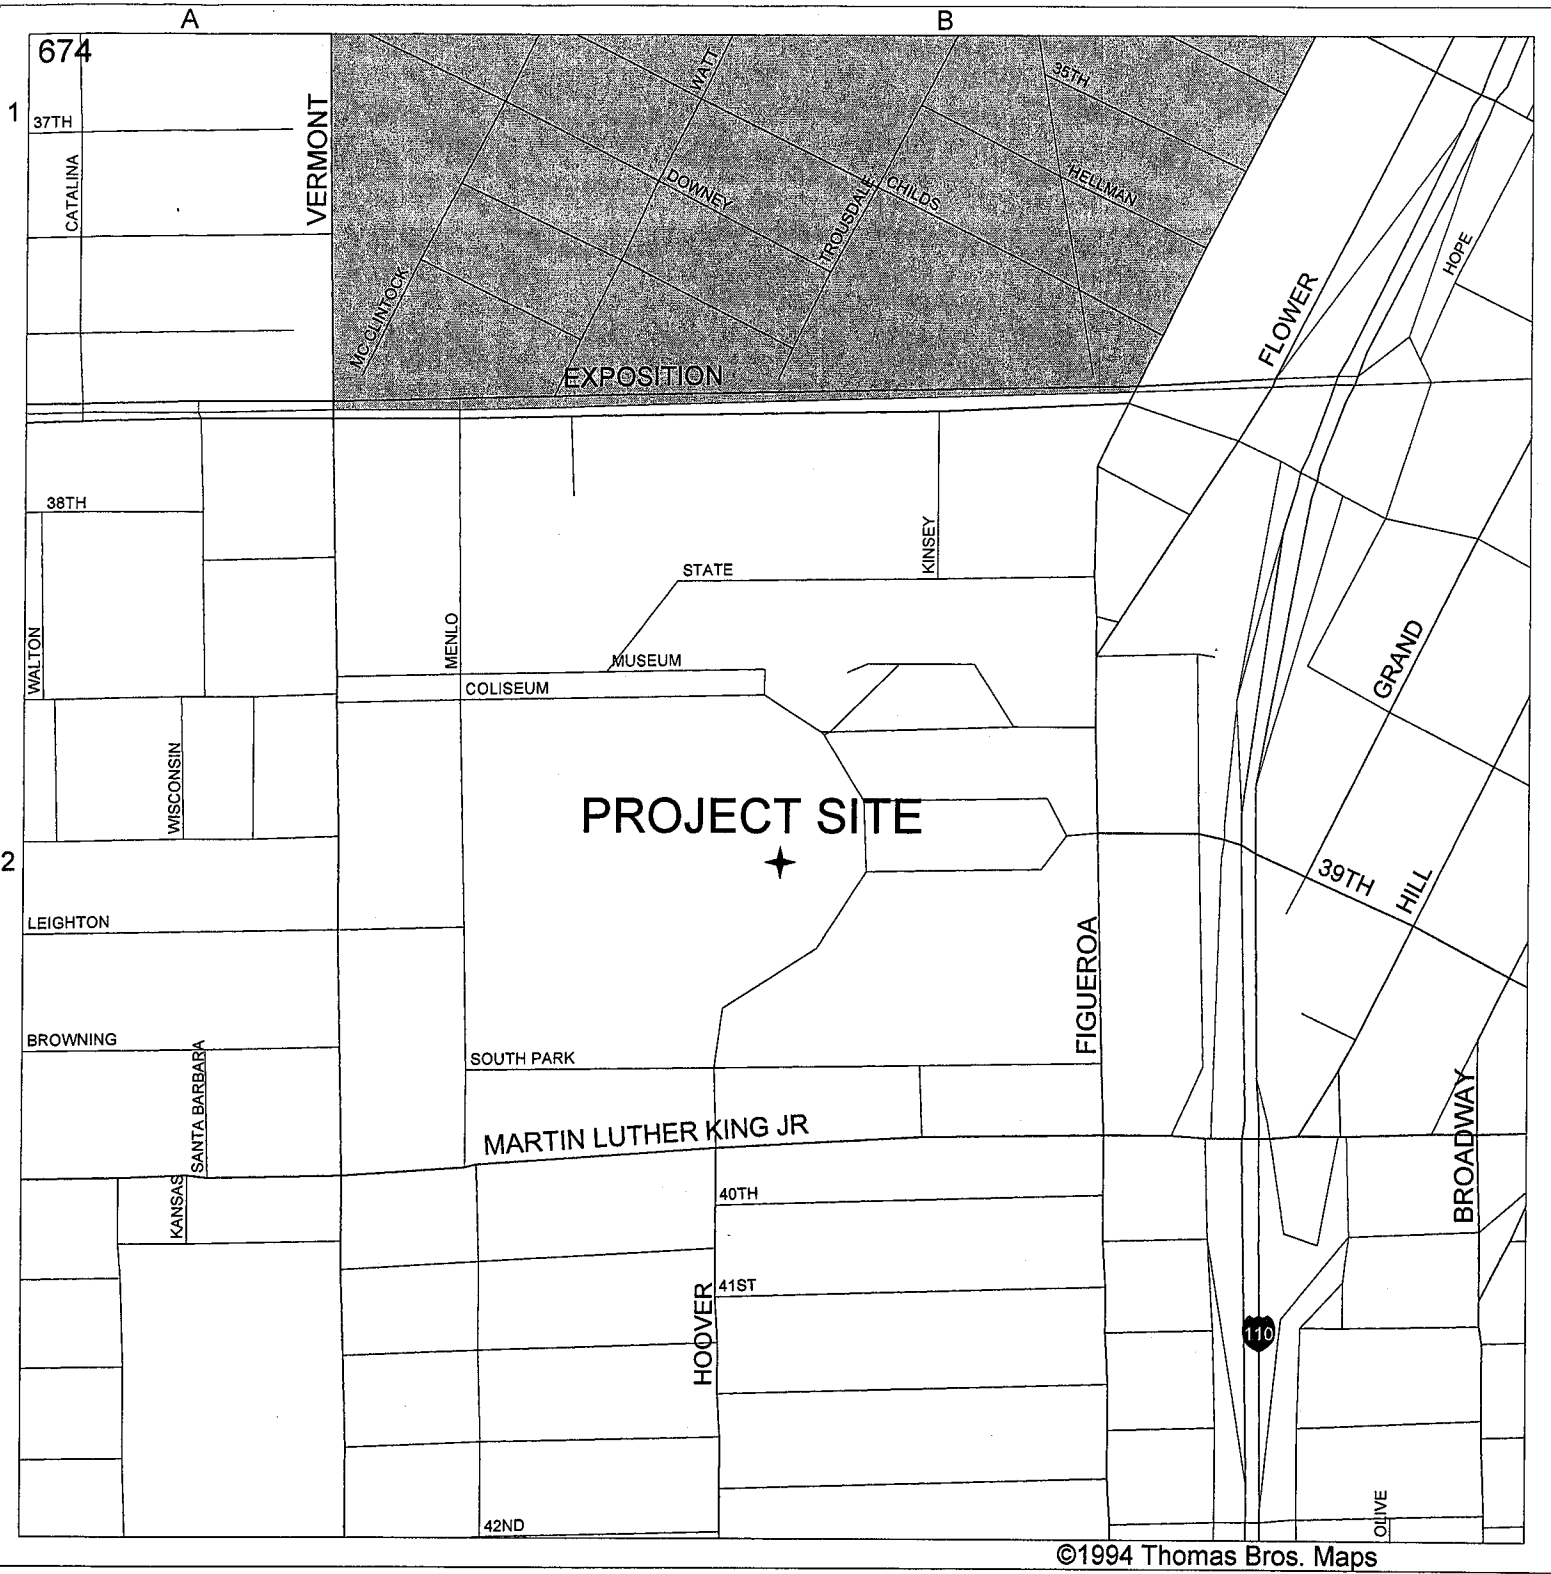 A
B
674
1
37TH
CATALINA
VERMONT
WATT
35TH
DOWNEY
TROUSDALE
CHILDS
HELLMAN
HOPE
MC CLINTOCK
FLOWER
EXPOSITION
38TH
KINSEY
STATE
WALTON
MENLO
MUSEUM
GRAND
COLISEUM
WISCONSIN
PROJECT SITE
2
39TH
HILL
LEIGHTON
FIGUEROA
BROWNING
SANTA BARBARA
SOUTH PARK
BROADWAY
MARTIN LUTHER KING JR
KANSAS
40TH
41ST
HOOVER
110
42ND
OLIVE
©1994 Thomas Bros. Maps